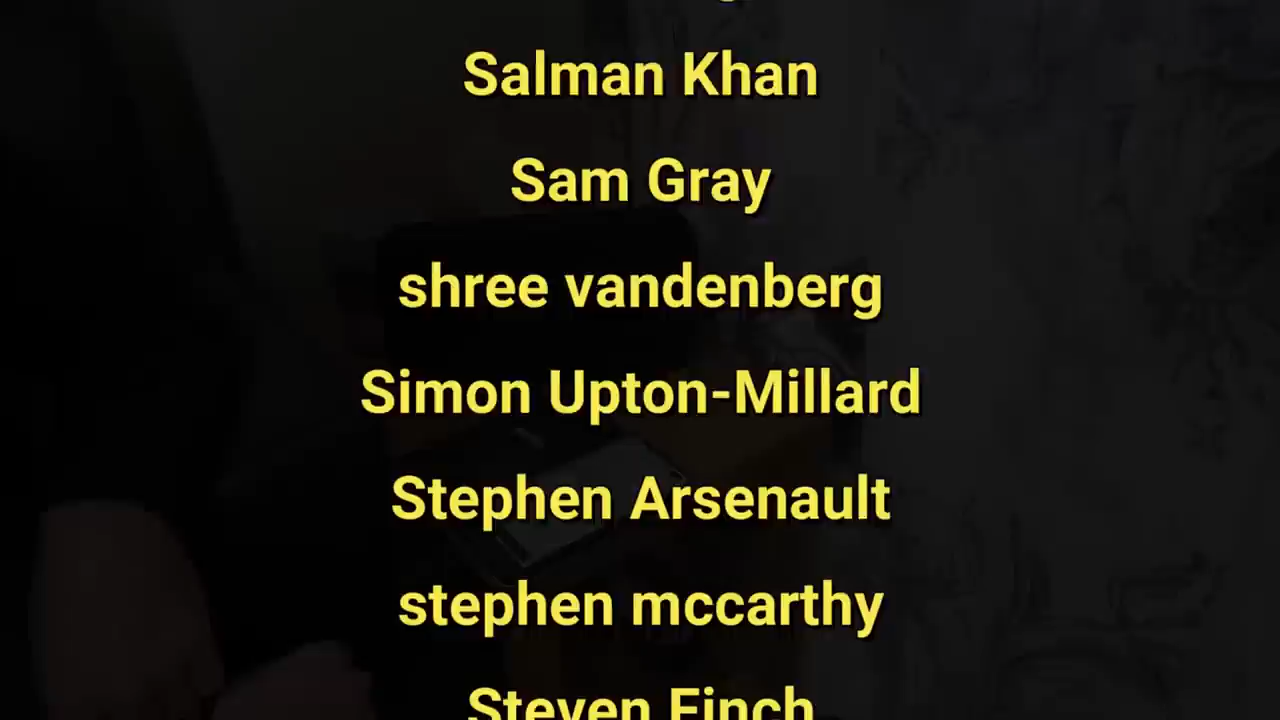 Salman Khan
Sam Gray
shree vandenberg
Simon Upton-Millard
Stephen Arsenault
stephen mccarthy
Steven Finch